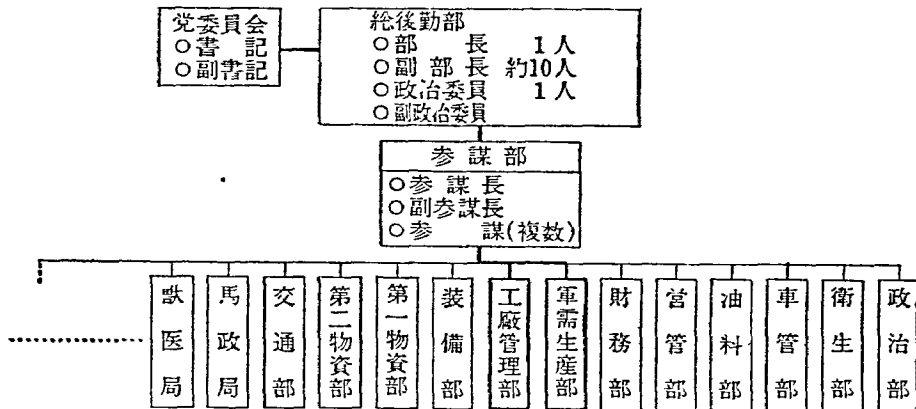 党委員会
○書記
○副書記
総後勤部
○部長 1人
○副部長 約10人
○政治委員 1人
○副政治委員
参謀部
○参謀長
○副参謀長
○参謀(複数)
獣医局
馬政局
交通部
第二物資部
第一物資部
装備部
工廠管理部
軍需生産部
財務部
営管部
油料部
車管部
衛生部
政治部